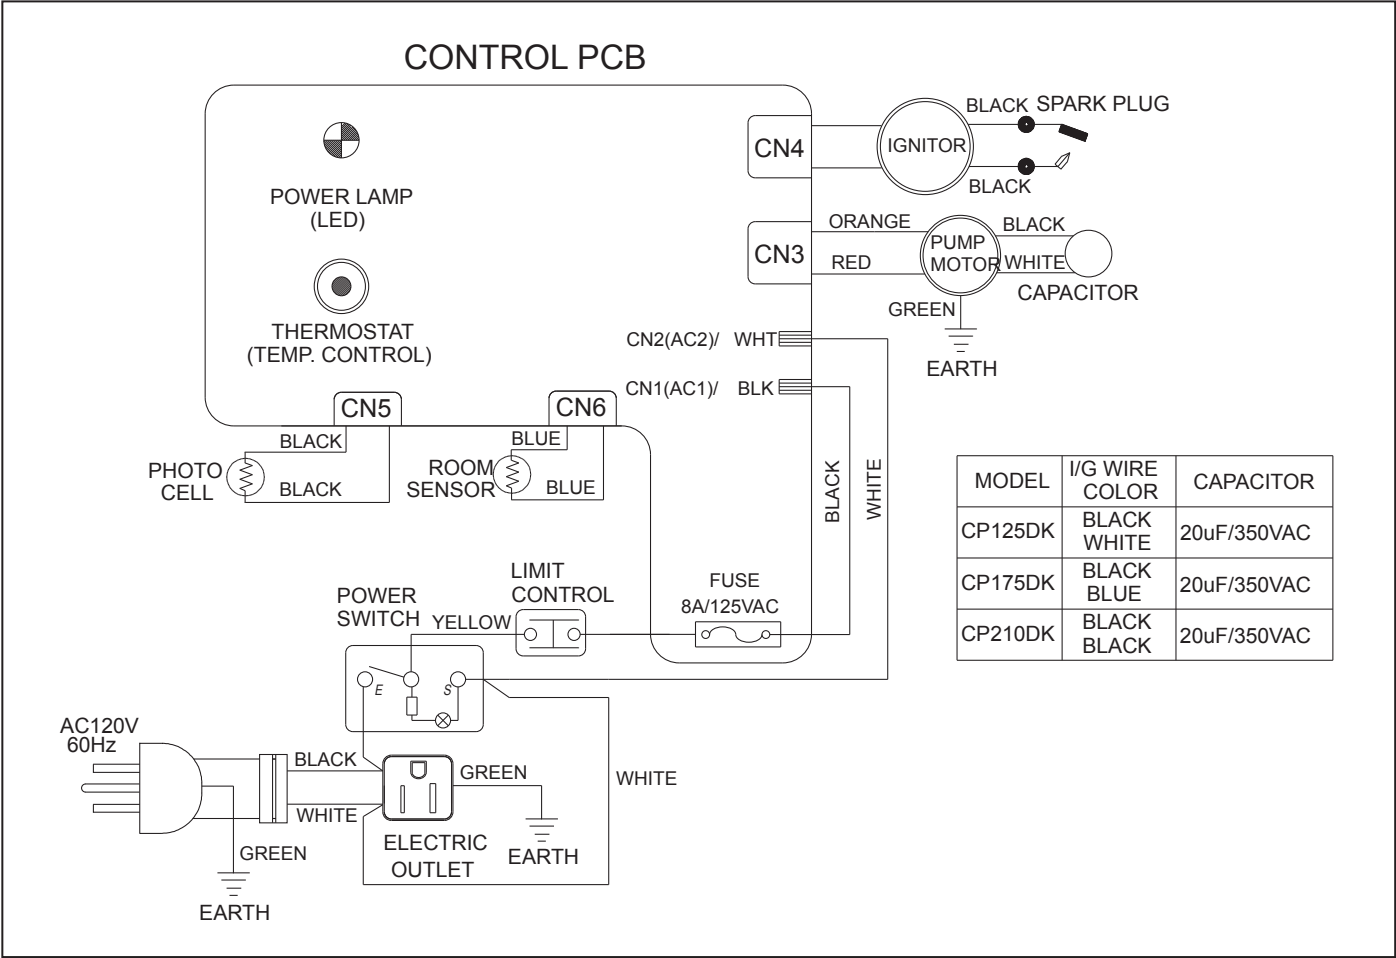 CONTROL PCB
POWER LAMP
(LED)
THERMOSTAT
(TEMP. CONTROL)
CN4
IGNITOR
BLACK SPARK PLUG
BLACK
CN3
ORANGE
RED
PUMP
MOTOR
BLACK
WHITE
CAPACITOR
GREEN
EARTH
CN2(AC2)/ WHT
CN1(AC1)/ BLK
CN5
CN6
BLACK
BLACK
PHOTO
CELL
BLUE
BLUE
ROOM
SENSOR
BLACK
WHITE
MODEL
I/G WIRE
COLOR
CAPACITOR
CP125DK
BLACK
WHITE
20uF/350VAC
CP175DK
BLACK
BLUE
20uF/350VAC
CP210DK
BLACK
BLACK
20uF/350VAC
POWER
SWITCH
YELLOW
LIMIT
CONTROL
FUSE
8A/125VAC
E
S
AC120V
60Hz
BLACK
WHITE
GREEN
EARTH
ELECTRIC
OUTLET
GREEN
EARTH
WHITE